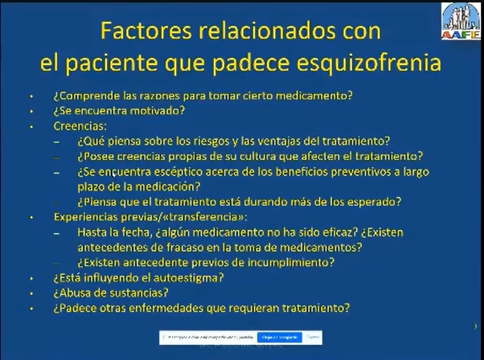 Factores relacionados con
el paciente que padece esquizofrenia
AAFE
• ¿Comprende las razones para tomar cierto medicamento?
• ¿Se encuentra motivado?
• Creencias:
– ¿Qué piensa sobre los riesgos y las ventajas del tratamiento?
– ¿Posee creencias propias de su cultura que afecten el tratamiento?
– ¿Se encuentra escéptico acerca de los beneficios preventivos a largo
plazo de la medicación?
¿Piensa que el tratamiento está durando más de los esperado?
• Experiencias previas/«transferencia»:
– Hasta la fecha, ¿algún medicamento no ha sido eficaz? ¿Existen
antecedentes de fracaso en la toma de medicamentos?
– ¿Existen antecedente previos de incumplimiento?
• ¿Está influyendo el autoestigma?
• ¿Abusa de sustancias?
• ¿Padece otras enfermedades que requieran tratamiento?